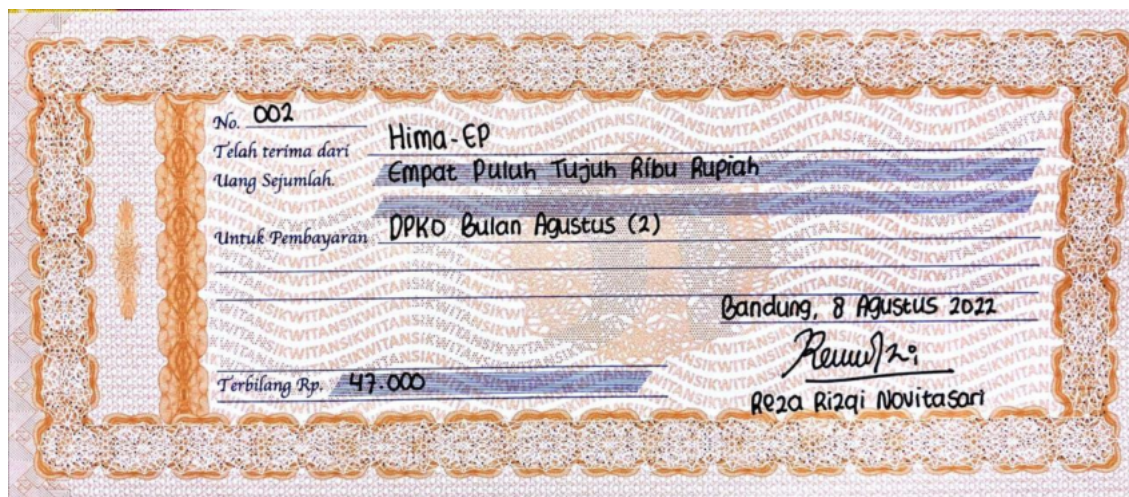 No. 002
Telah terima dari Hima-EP
Uang Sejumlah. Empat Puluh Tujuh Ribu Rupiah
Untuk Pembayaran DPKO Bulan Agustus (2)
Bandung, 8 Agustus 2022
Terbilang Rp. 47.000
Reza Rizqi Novitasari